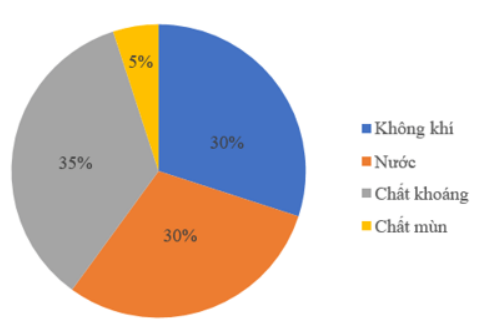 5%
30%
35%
30%
Không khí
Nước
Chất khoáng
Chất mùn